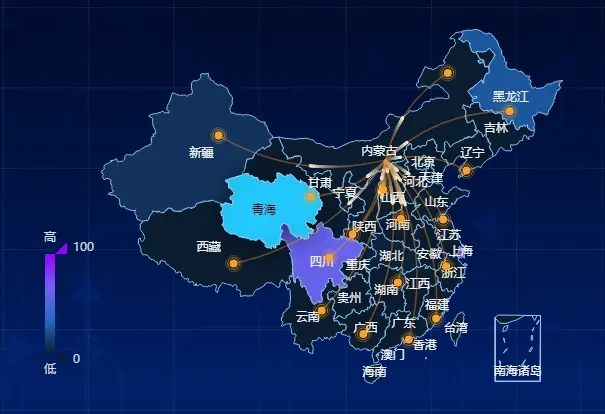 黑龙江
吉林
内蒙古
新疆
北京
辽宁
河北
天津
甘肃
宁夏
山西
山东
青海
陕西
河南
江苏
高
100
西藏
四川
重庆
湖北
安徽
上海
浙江
湖南
江西
贵州
福建
云南
广西
广东
台湾
香港
澳门
0
低
海南
南海诸岛